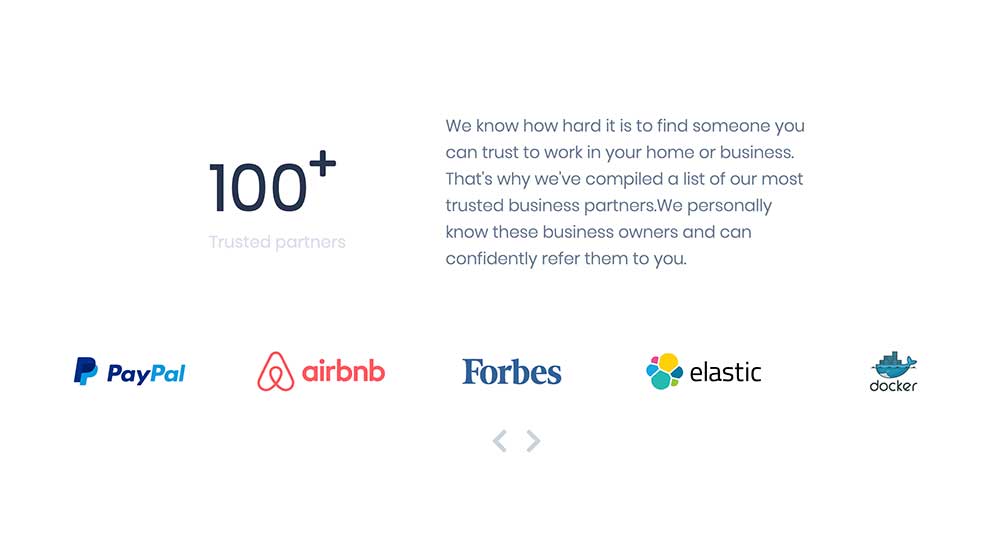 100+
Trusted partners
We know how hard it is to find someone you
can trust to work in your home or business.
That's why we've compiled a list of our most
trusted business partners.We personally
know these business owners and can
confidently refer them to you.
PayPal
airbnb
Forbes
elastic
docker